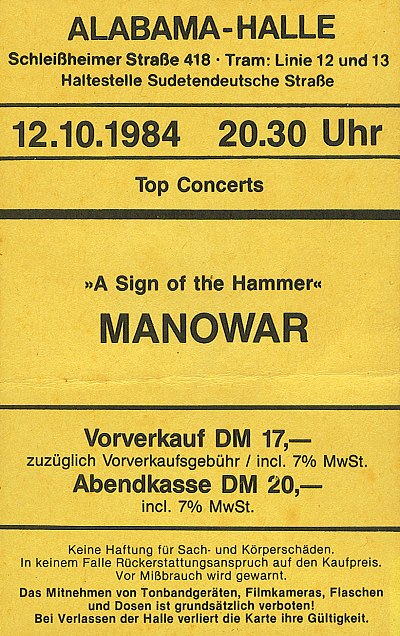 ALABAMA-HALLE
Schleißheimer Straße 418 · Tram: Linie 12 und 13
Haltestelle Sudetendeutsche Straße
12.10.1984 20.30 Uhr
Top Concerts
»A Sign of the Hammer«
MANOWAR
Vorverkauf DM 17,—
zuzüglich Vorverkaufsgebühr / incl. 7% MwSt.
Abendkasse DM 20,—
incl. 7% MwSt.
Keine Haftung für Sach- und Körperschäden.
In keinem Falle Rückerstattungsanspruch auf den Kaufpreis.
Vor Mißbrauch wird gewarnt.
Das Mitnehmen von Tonbandgeräten, Filmkameras, Flaschen
und Dosen ist grundsätzlich verboten!
Bei Verlassen der Halle verliert die Karte ihre Gültigkeit.